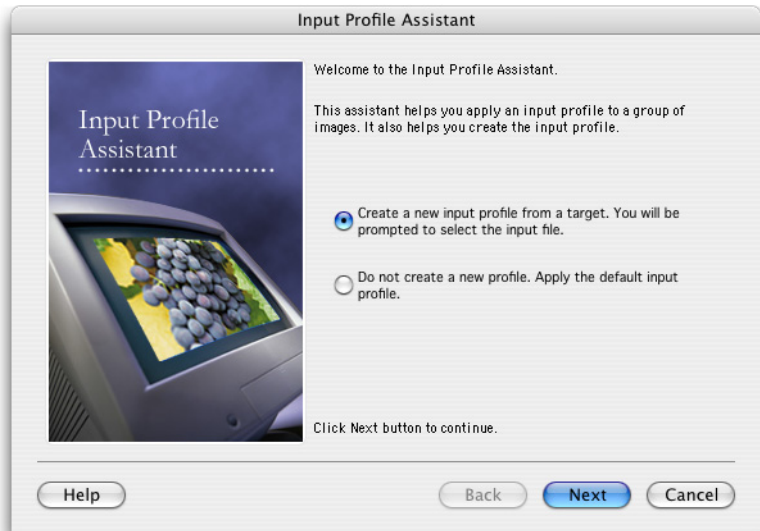 Input Profile Assistant
Input Profile
Assistant
Welcome to the Input Profile Assistant.
This assistant helps you apply an input profile to a group of
images. It also helps you create the input profile.
Create a new input profile from a target. You will be
prompted to select the input file.
Do not create a new profile. Apply the default input
profile.
Click Next button to continue.
Help
Back
Next
Cancel